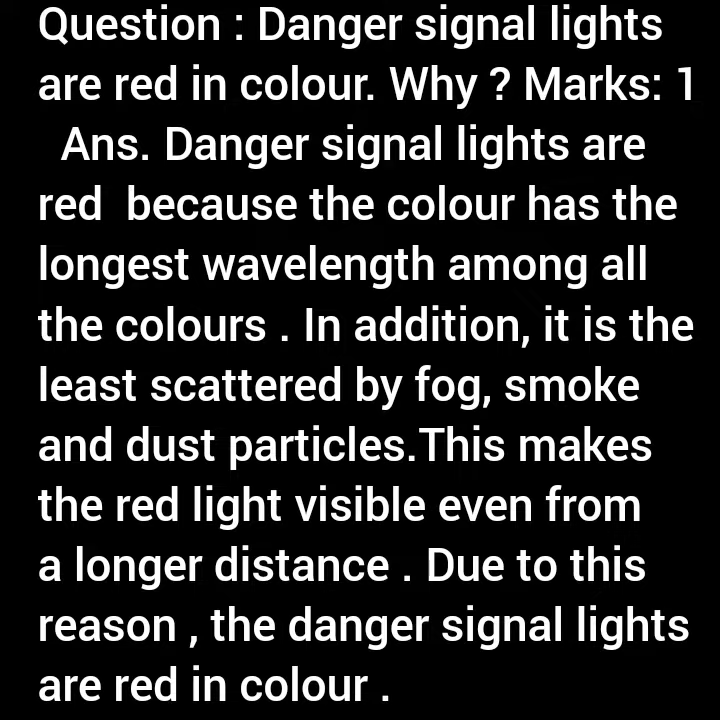 Question : Danger signal lights
are red in colour. Why ? Marks: 1
Ans. Danger signal lights are
red  because the colour has the
longest wavelength among all
the colours . In addition, it is the
least scattered by fog, smoke
and dust particles.This makes
the red light visible even from
a longer distance . Due to this
reason , the danger signal lights
are red in colour .